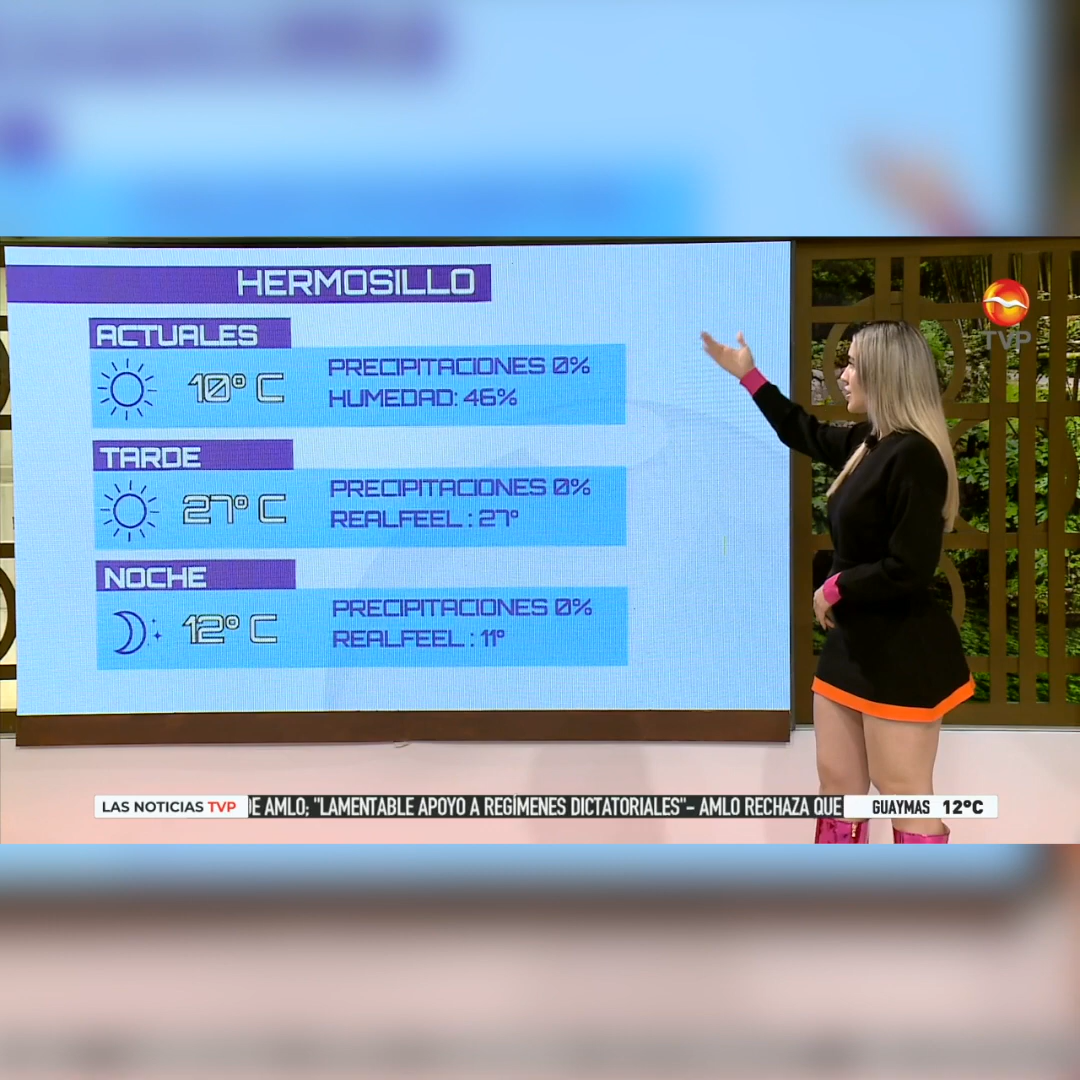 HERMOSILLO
ACTUALES
10° C
PRECIPITACIONES 0%
HUMEDAD: 46%
TARDE
27° C
PRECIPITACIONES 0%
REALFEEL : 27°
NOCHE
12° C
PRECIPITACIONES 0%
REALFEEL : 11°
TVP
LAS NOTICIAS TVP
DE AMLO; "LAMENTABLE APOYO A REGÍMENES DICTATORIALES"- AMLO RECHAZA QUE
GUAYMAS 12°C